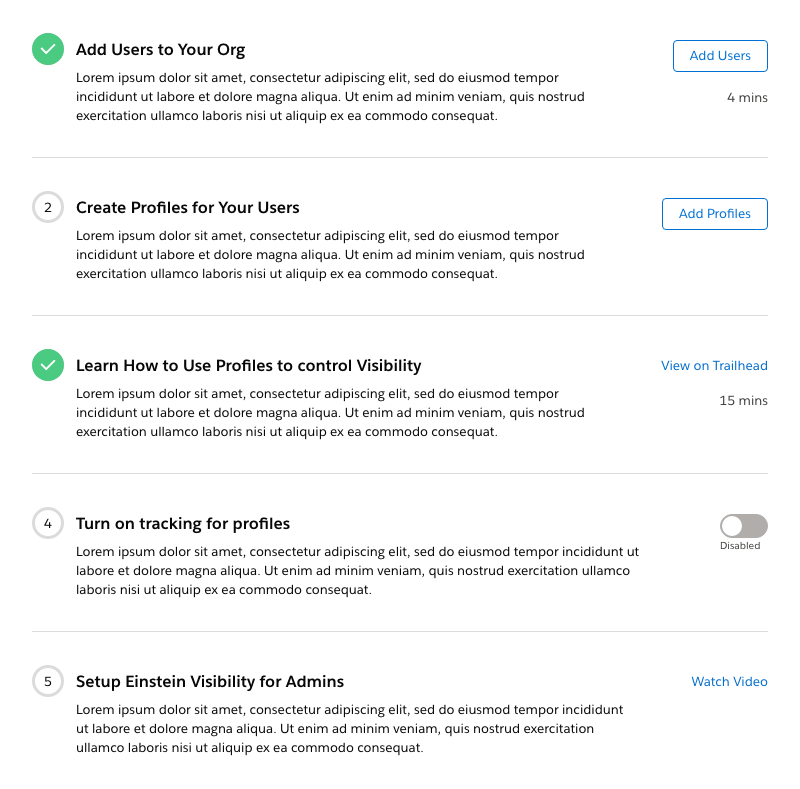 Add Users to Your Org
Add Users
Lorem ipsum dolor sit amet, consectetur adipiscing elit, sed do eiusmod tempor
incididunt ut labore et dolore magna aliqua. Ut enim ad minim veniam, quis nostrud
exercitation ullamco laboris nisi ut aliquip ex ea commodo consequat.
4 mins
2
Create Profiles for Your Users
Add Profiles
Lorem ipsum dolor sit amet, consectetur adipiscing elit, sed do eiusmod tempor
incididunt ut labore et dolore magna aliqua. Ut enim ad minim veniam, quis nostrud
exercitation ullamco laboris nisi ut aliquip ex ea commodo consequat.
Learn How to Use Profiles to control Visibility
View on Trailhead
Lorem ipsum dolor sit amet, consectetur adipiscing elit, sed do eiusmod tempor
incididunt ut labore et dolore magna aliqua. Ut enim ad minim veniam, quis nostrud
exercitation ullamco laboris nisi ut aliquip ex ea commodo consequat.
15 mins
4
Turn on tracking for profiles
Disabled
Lorem ipsum dolor sit amet, consectetur adipiscing elit, sed do eiusmod tempor incididunt ut
labore et dolore magna aliqua. Ut enim ad minim veniam, quis nostrud exercitation ullamco
laboris nisi ut aliquip ex ea commodo consequat.
5
Setup Einstein Visibility for Admins
Watch Video
Lorem ipsum dolor sit amet, consectetur adipiscing elit, sed do eiusmod tempor incididunt
ut labore et dolore magna aliqua. Ut enim ad minim veniam, quis nostrud exercitation
ullamco laboris nisi ut aliquip ex ea commodo consequat.